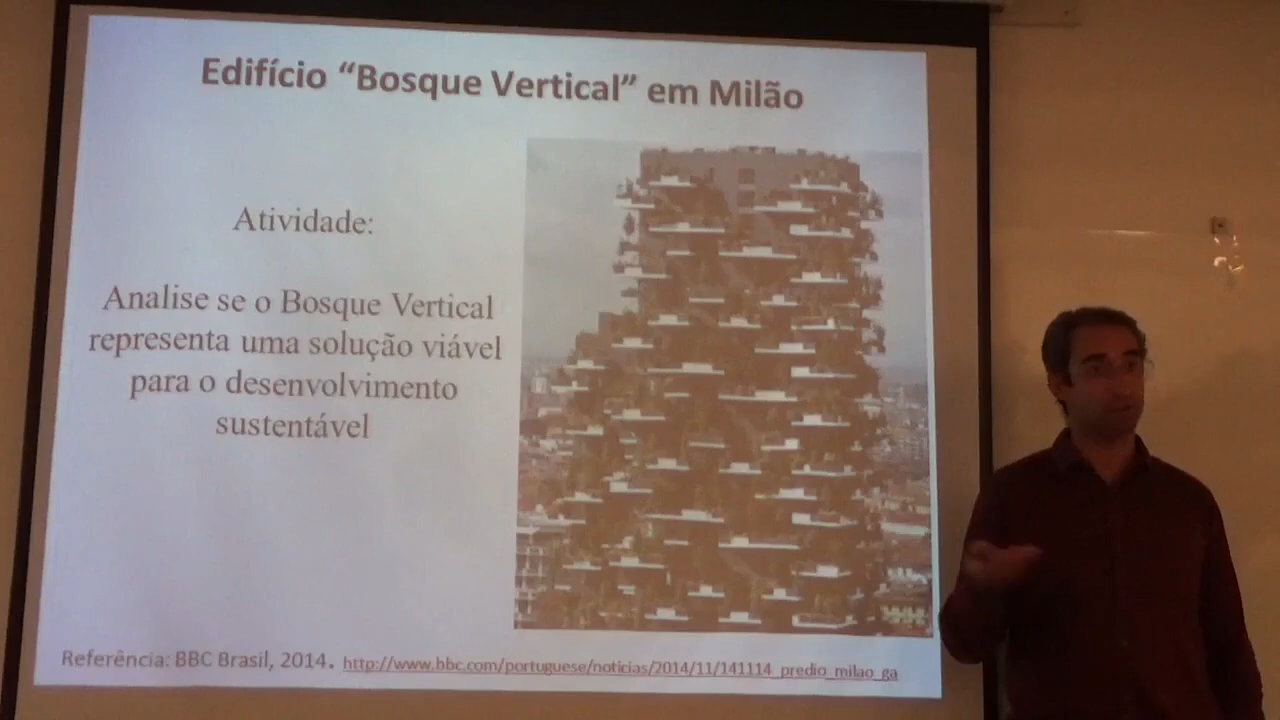 Edifício “Bosque Vertical” em Milão
Atividade:
Analise se o Bosque Vertical
representa uma solução viável
para o desenvolvimento
sustentável
Referência: BBC Brasil, 2014. http://www.bbc.com/portuguese/noticias/2014/11/141114_predio_milao_ga